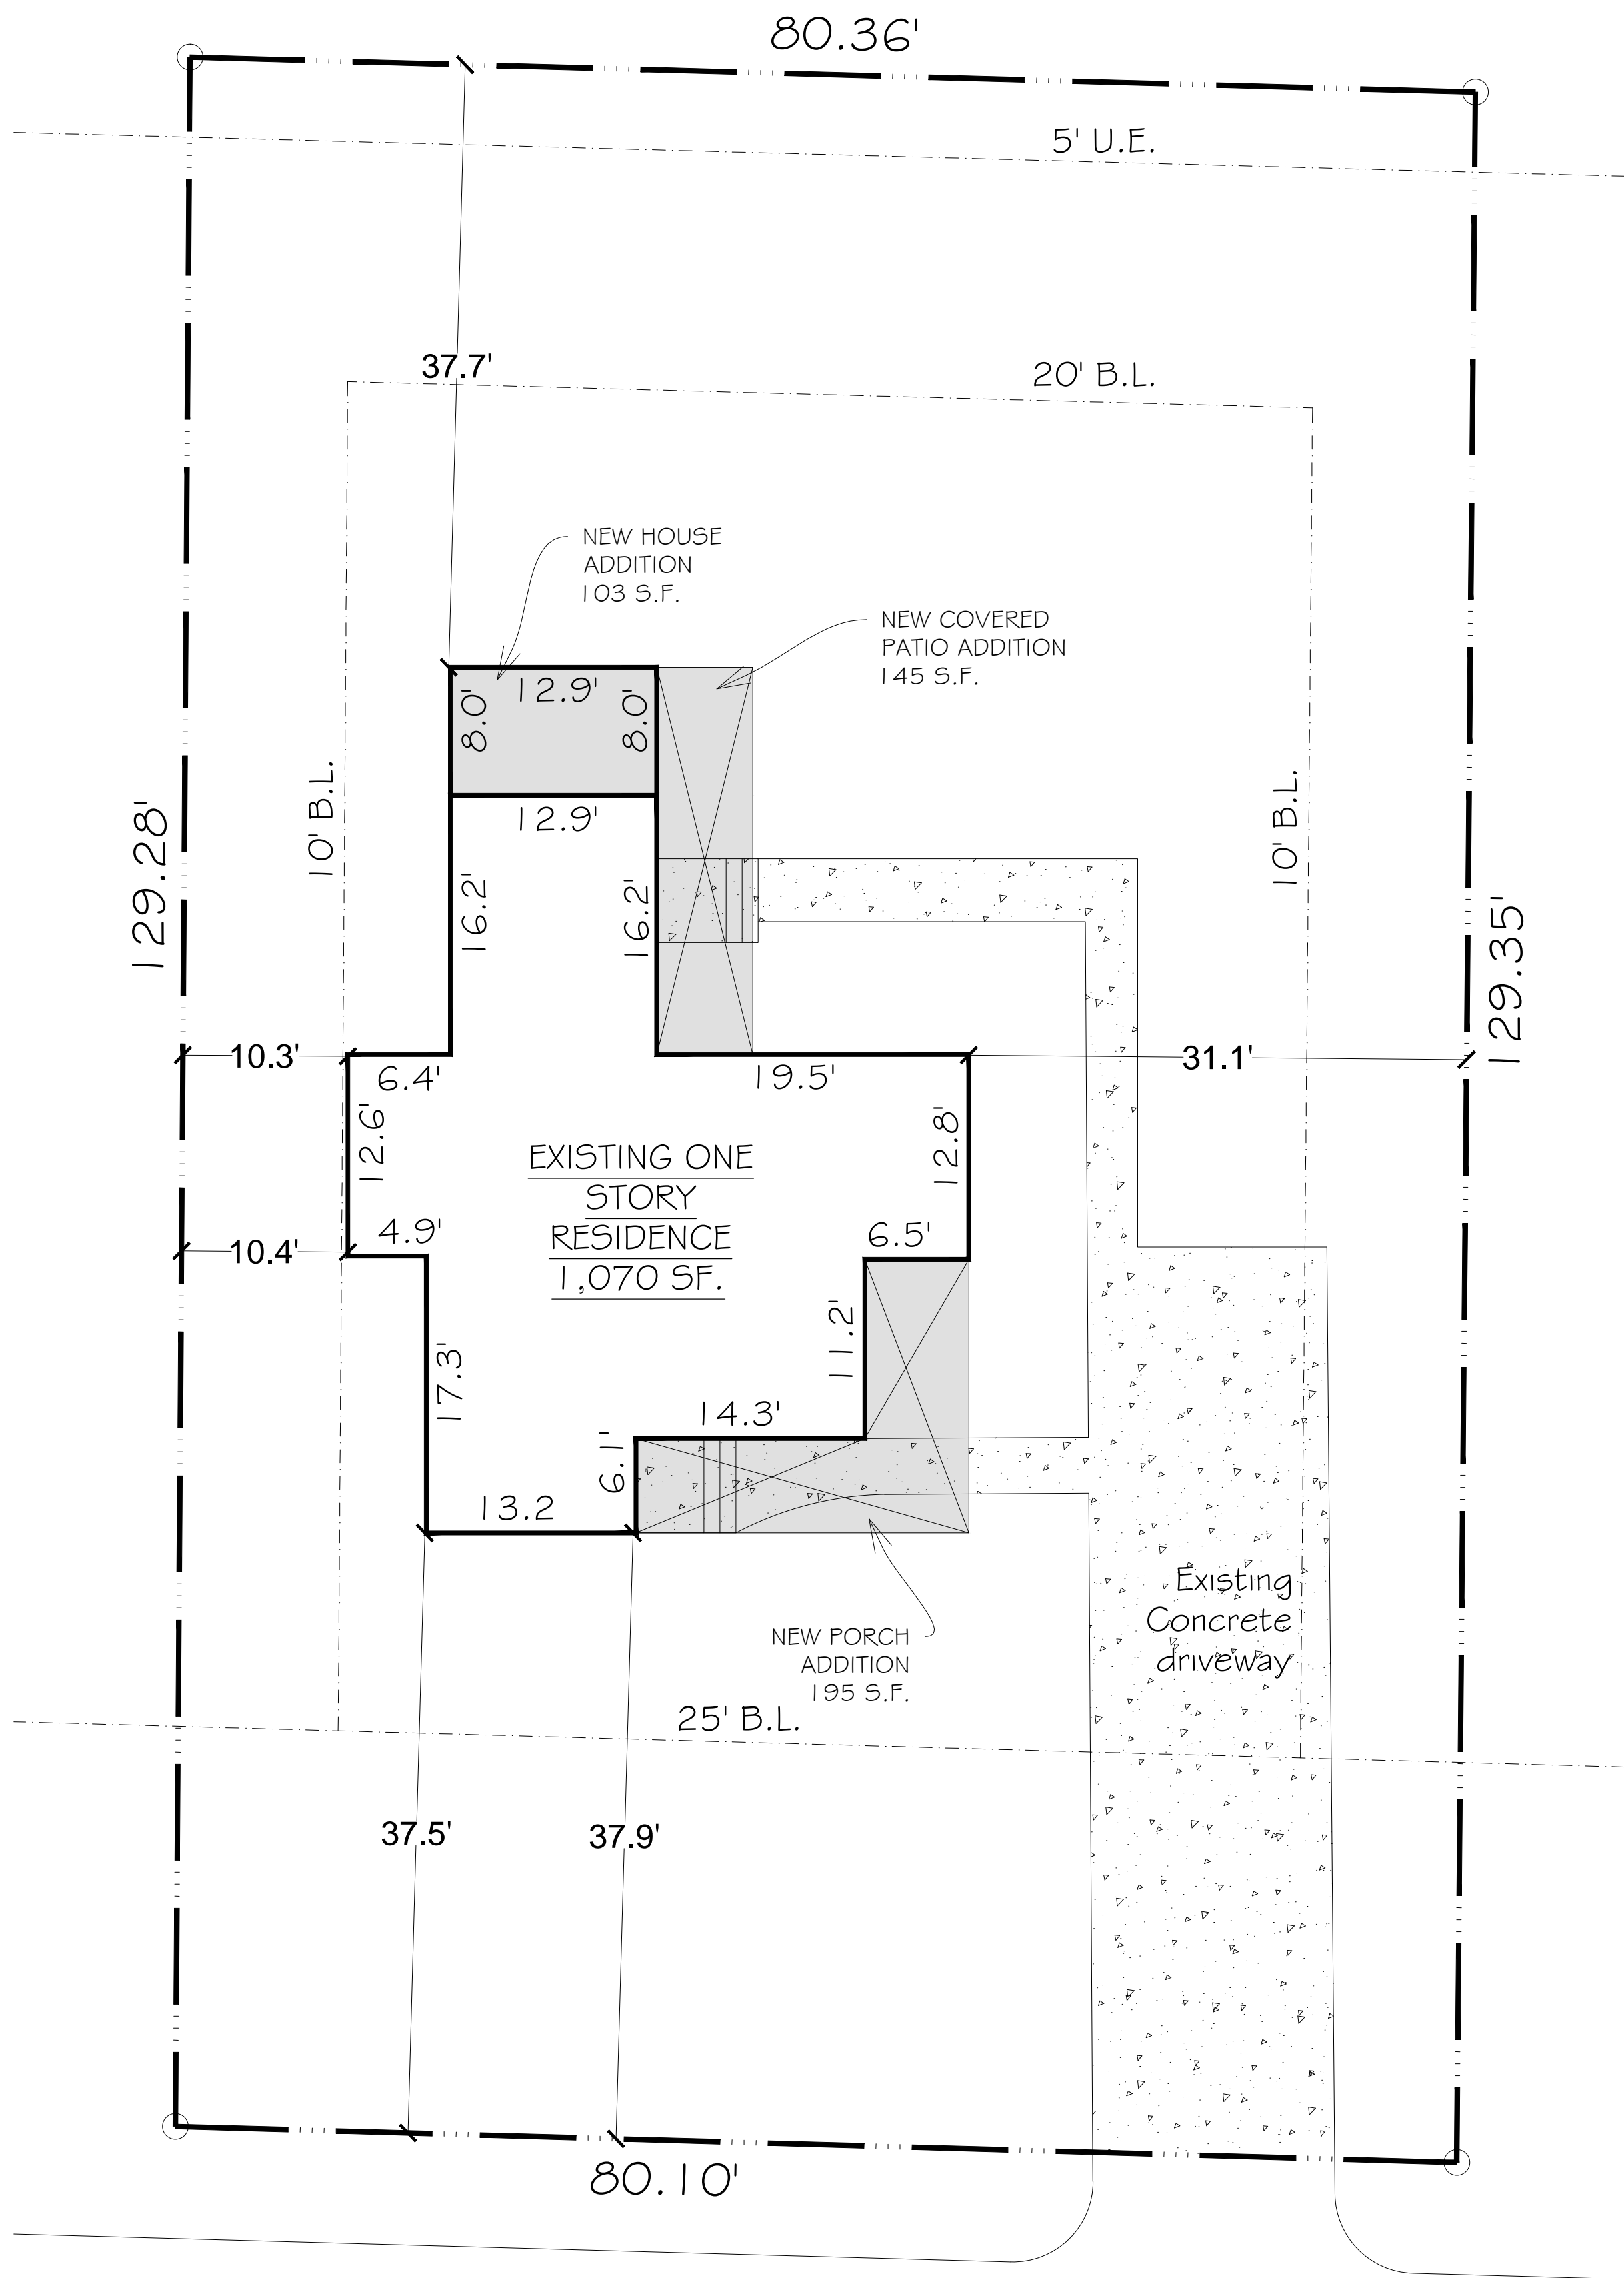 80.36'
5' U.E.
37.7'
20' B.L.
NEW HOUSE
ADDITION
103 S.F.
NEW COVERED
PATIO ADDITION
145 S.F.
12.9'
8.0'
8.0'
12.9'
10' B.L.
10' B.L.
129.28'
129.35'
16.2'
16.2'
10.3'
6.4'
19.5'
31.1'
12.6'
12.8'
EXISTING ONE
STORY
RESIDENCE
1,070 SF.
10.4'
4.9'
6.5'
17.3'
11.2'
14.3'
6.1'
13.2
Existing
Concrete
driveway
NEW PORCH
ADDITION
195 S.F.
25' B.L.
37.5'
37.9'
80.10'